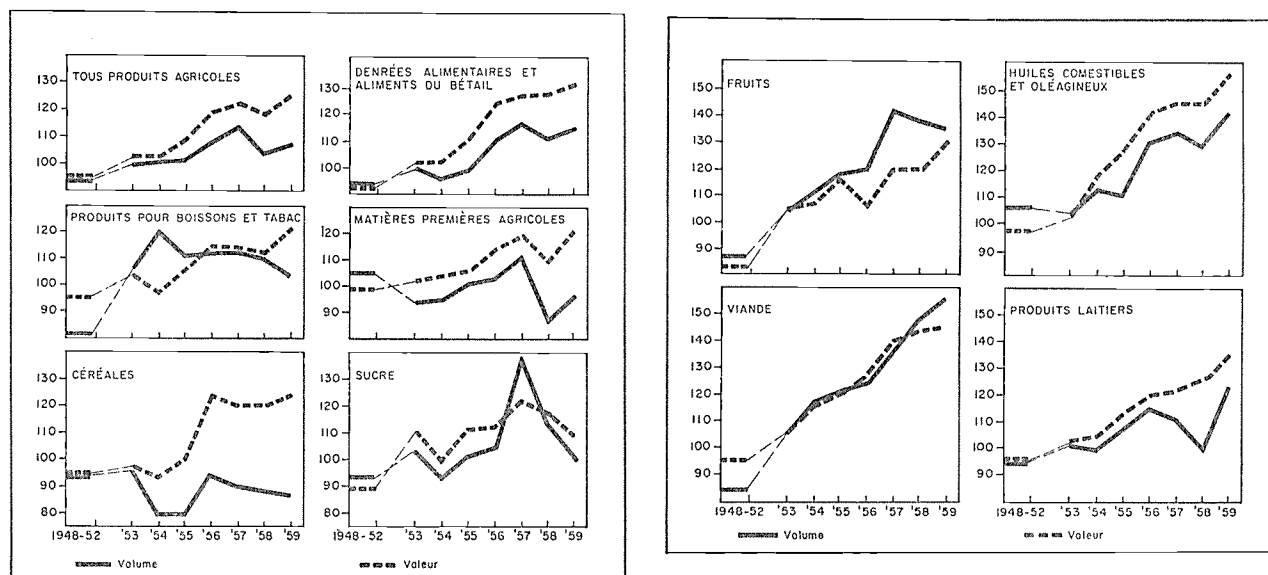 TOUS PRODUITS AGRICOLES
130
120
110
100
DENRÉES ALIMENTAIRES ET
ALIMENTS DU BÉTAIL
130
120
110
100
PRODUITS POUR BOISSONS ET TABAC
120
110
100
90
MATIÈRES PREMIÈRES AGRICOLES
120
110
100
90
CÉRÉALES
130
120
110
100
90
80
1948-52 '53 '54 '55 '56 '57 '58 '59
SUCRE
130
120
110
100
90
80
1948-52 '53 '54 '55 '56 '57 '58 '59
Volume
Valeur
FRUITS
150
140
130
120
110
100
90
HUILES COMESTIBLES
ET OLÉAGINEUX
150
140
130
120
110
100
90
VIANDE
150
140
130
120
110
100
90
1948-52 '53 '54 '55 '56 '57 '58 '59
PRODUITS LAITIERS
150
140
130
120
110
100
90
1948-52 '53 '54 '55 '56 '57 '58 '59
Volume
Valeur